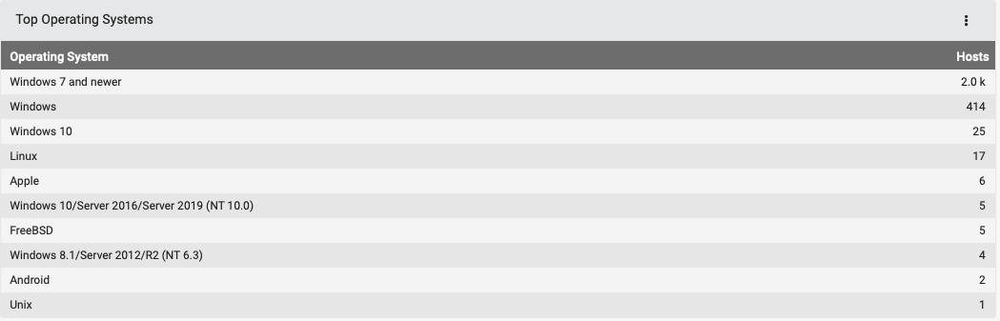 Top Operating Systems
Operating System Hosts
Windows 7 and newer 2.0 k
Windows 414
Windows 10 25
Linux 17
Apple 6
Windows 10/Server 2016/Server 2019 (NT 10.0) 5
FreeBSD 5
Windows 8.1/Server 2012/R2 (NT 6.3) 4
Android 2
Unix 1